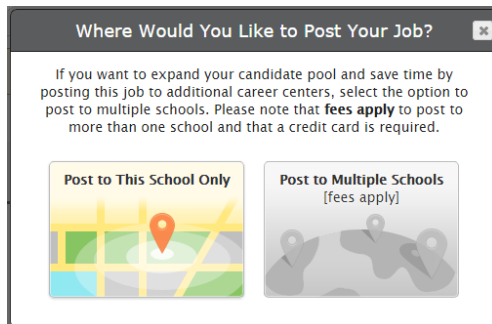 Where Would You Like to Post Your Job?
If you want to expand your candidate pool and save time by
posting this job to additional career centers, select the option to
post to multiple schools. Please note that fees apply to post to
more than one school and that a credit card is required.
Post to This School Only
Post to Multiple Schools
[fees apply]